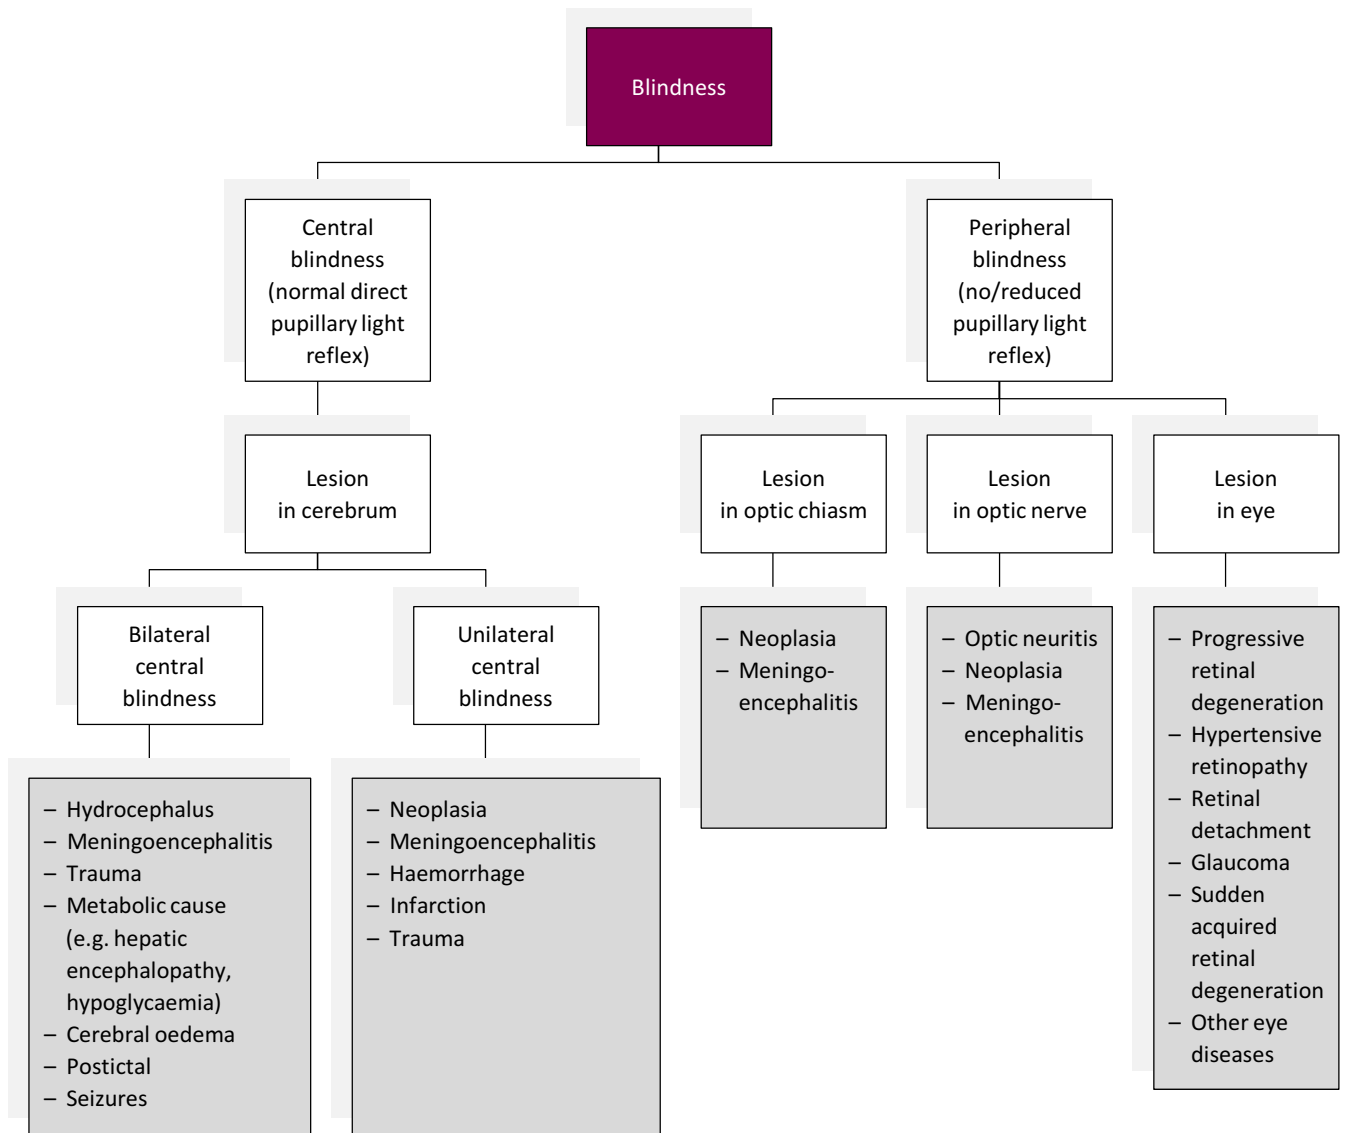 Blindness
Central
blindness
(normal direct
pupillary light
reflex)
Peripheral
blindness
(no/reduced
pupillary light
reflex)
Lesion
in cerebrum
Lesion
in optic chiasm
Lesion
in optic nerve
Lesion
in eye
Bilateral
central
blindness
Unilateral
central
blindness
– Neoplasia
– Meningo-
encephalitis
– Optic neuritis
– Neoplasia
– Meningo-
encephalitis
– Progressive
retinal
degeneration
– Hypertensive
retinopathy
– Retinal
detachment
– Glaucoma
– Sudden
acquired
retinal
degeneration
– Other eye
diseases
– Hydrocephalus
– Meningoencephalitis
– Trauma
– Metabolic cause
(e.g. hepatic
encephalopathy,
hypoglycaemia)
– Cerebral oedema
– Postictal
– Seizures
– Neoplasia
– Meningoencephalitis
– Haemorrhage
– Infarction
– Trauma